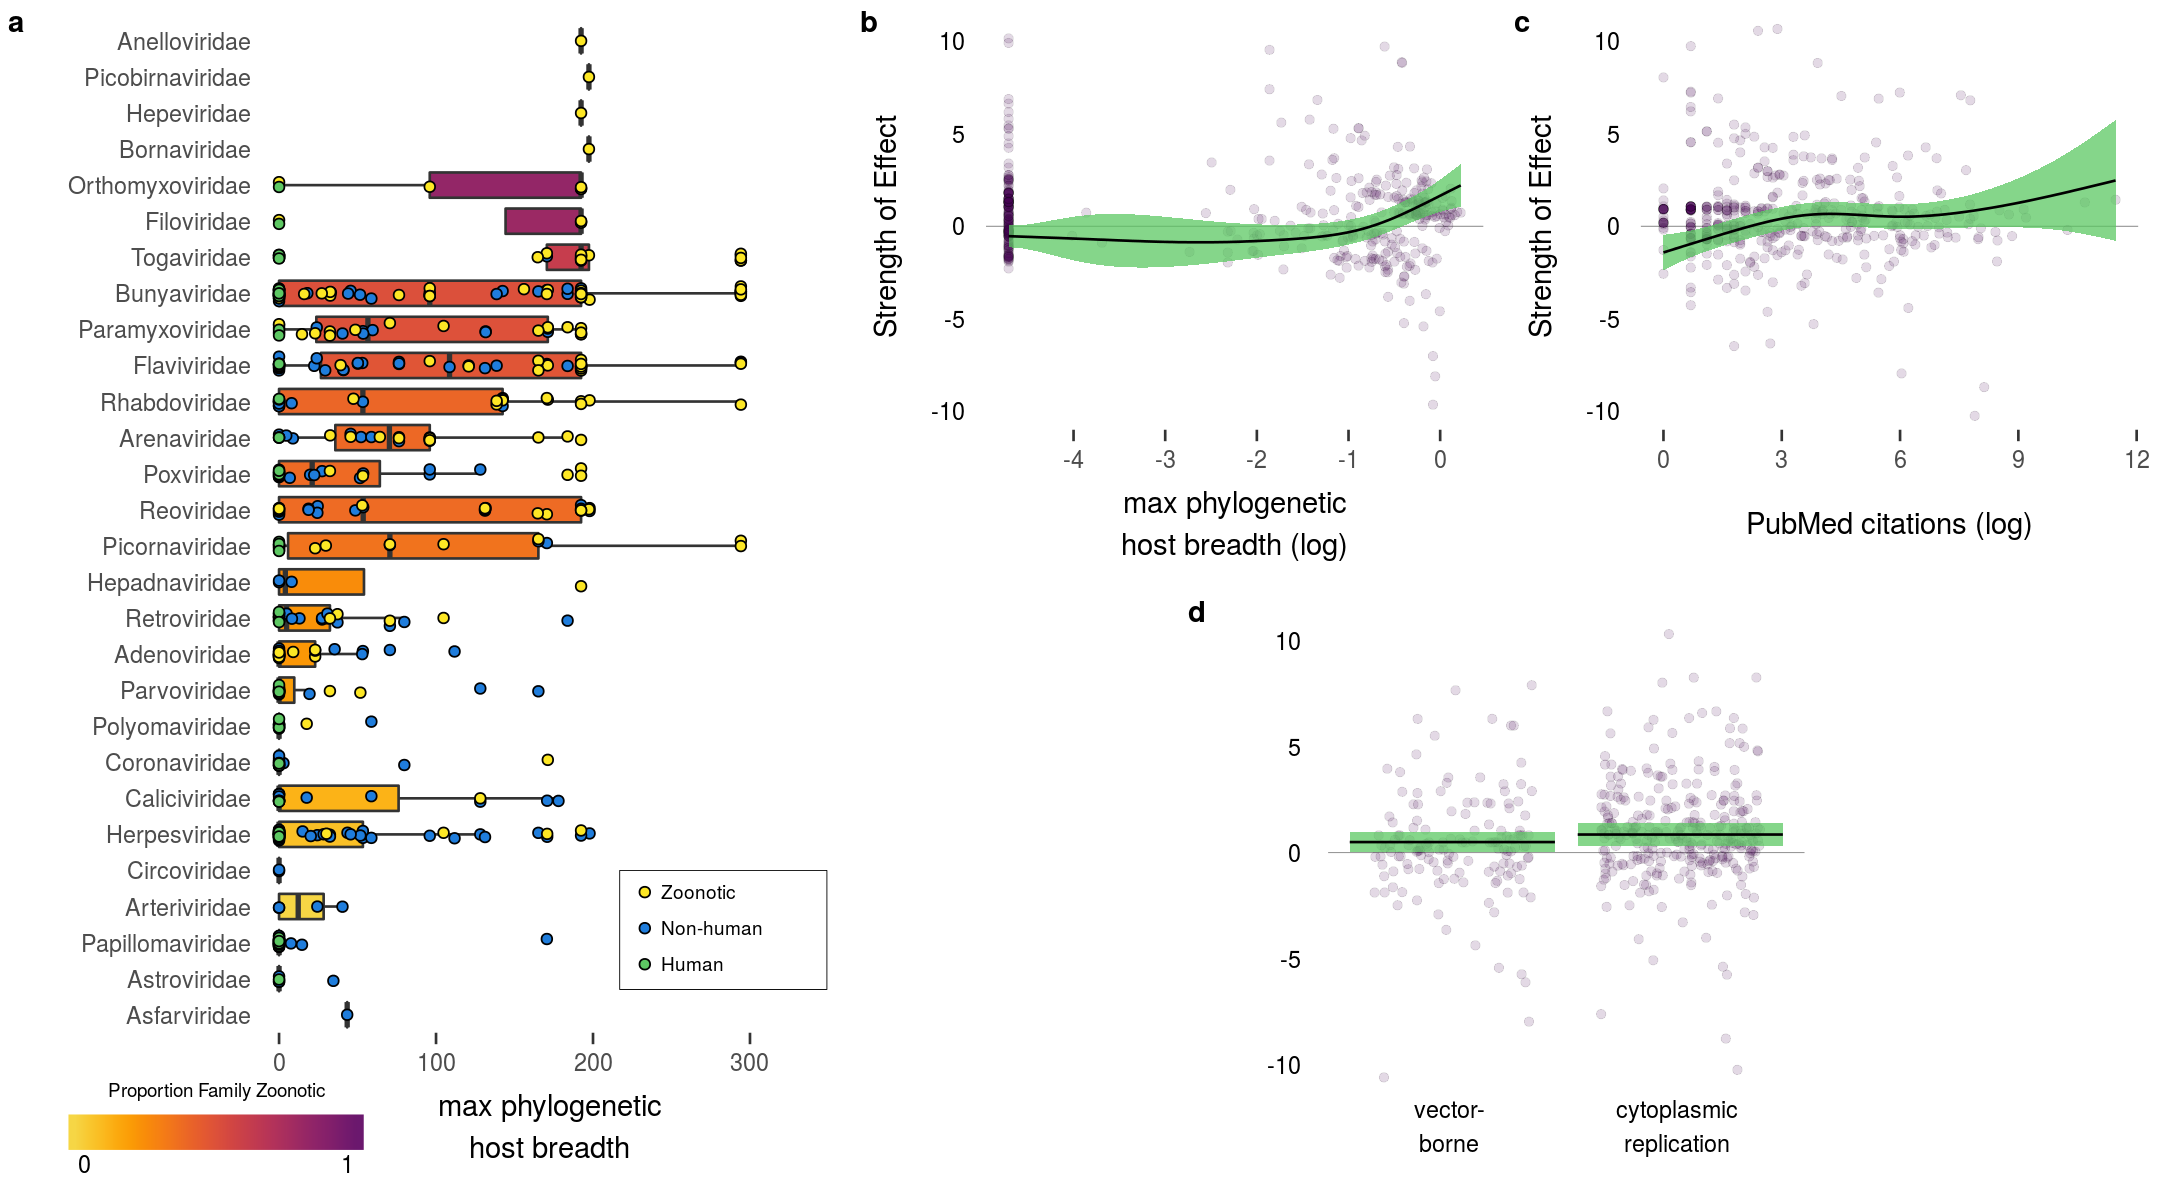 a
Anelloviridae
Picobirnaviridae
Hepeviridae
Bornaviridae
Orthomyxoviridae
Filoviridae
Togaviridae
Bunyaviridae
Paramyxoviridae
Flaviviridae
Rhabdoviridae
Arenaviridae
Poxviridae
Reoviridae
Picornaviridae
Hepadnaviridae
Retroviridae
Adenoviridae
Parvoviridae
Polyomaviridae
Coronaviridae
Caliciviridae
Herpesviridae
Circoviridae
Arteriviridae
Papillomaviridae
Astroviridae
Asfarviridae
0 100 200 300
max phylogenetic
host breadth
Zoonotic
Non-human
Human
Proportion Family Zoonotic
0 1
b
Strength of Effect
10
5
0
-5
-10
-4 -3 -2 -1 0
max phylogenetic
host breadth (log)
c
Strength of Effect
10
5
0
-5
-10
0 3 6 9 12
PubMed citations (log)
d
10
5
0
-5
-10
vector-
borne
cytoplasmic
replication